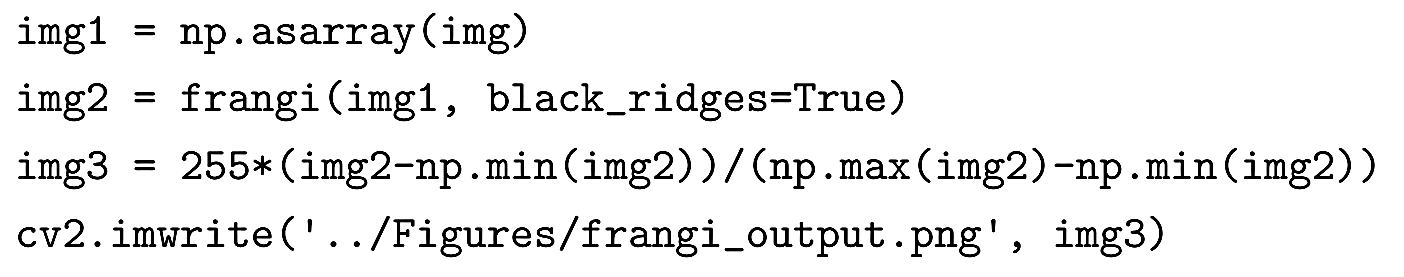 img1 = np.asarray(img)
img2 = frangi(img1, black_ridges=True)
img3 = 255*(img2-np.min(img2))/(np.max(img2)-np.min(img2))
cv2.imwrite('../Figures/frangi_output.png', img3)